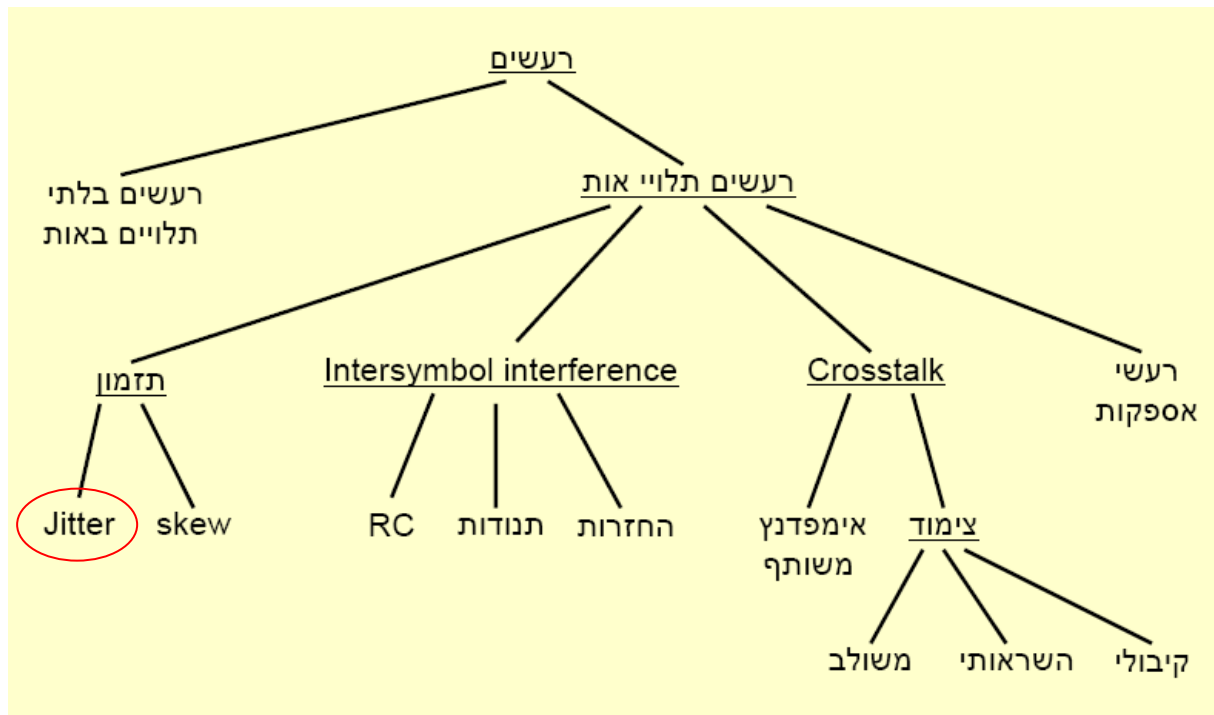 רעשים
רעשים תלויי אות
רעשים בלתי
תלויים באות
רעשי
אספקות
Crosstalk
Intersymbol interference
תזמון
צימוד
אימפדנץ
משותף
החזרות
תנודות
RC
skew
Jitter
קיבולי
השראותי
משולב